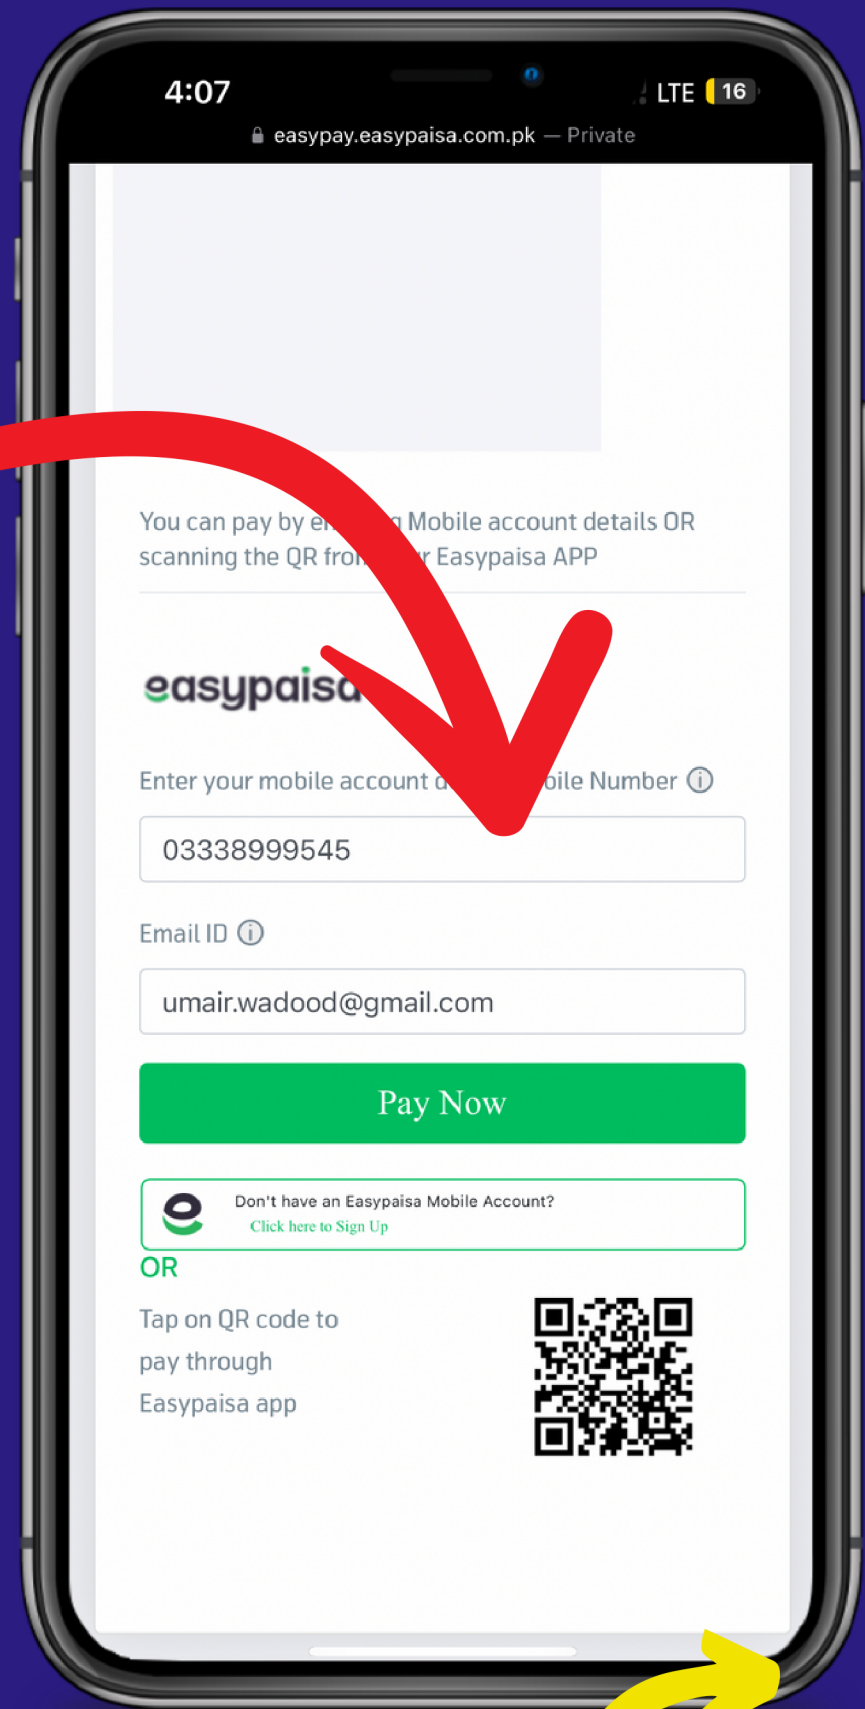 4:07
LTE 16
easypay.easypaisa.com.pk — Private
You can pay by Mobile account details OR
scanning the QR Easypaisa APP
easypaisa
Enter your mobile account Number
03338999545
Email ID
umair.wadood@gmail.com
Pay Now
Don't have an Easypaisa Mobile Account?
Click here to Sign Up
OR
Tap on QR code to
pay through
Easypaisa app